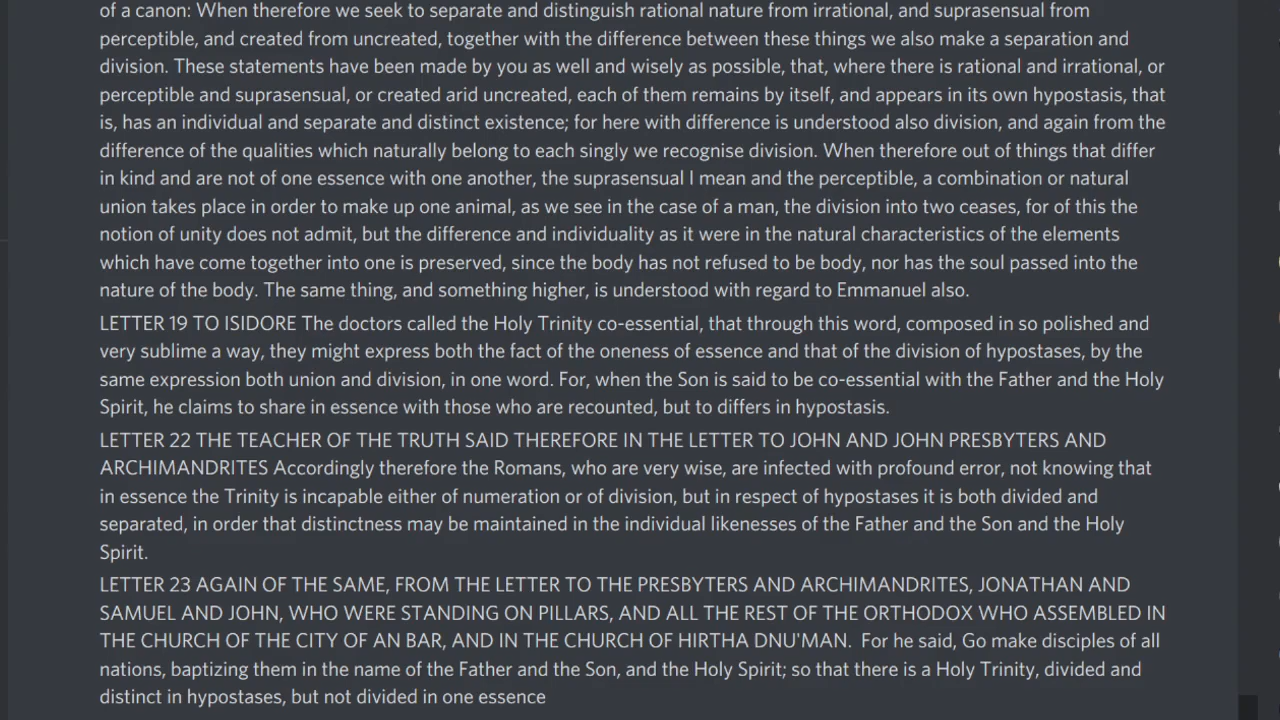 of a canon: When therefore we seek to separate and distinguish rational nature from irrational, and suprasensual from
perceptible, and created from uncreated, together with the difference between these things we also make a separation and
division. These statements have been made by you as well and wisely as possible, that, where there is rational and irrational, or
perceptible and suprasensual, or created arid uncreated, each of them remains by itself, and appears in its own hypostasis, that
is, has an individual and separate and distinct existence; for here with difference is understood also division, and again from the
difference of the qualities which naturally belong to each singly we recognise division. When therefore out of things that differ
in kind and are not of one essence with one another, the suprasensual I mean and the perceptible, a combination or natural
union takes place in order to make up one animal, as we see in the case of a man, the division into two ceases, for of this the
notion of unity does not admit, but the difference and individuality as it were in the natural characteristics of the elements
which have come together into one is preserved, since the body has not refused to be body, nor has the soul passed into the
nature of the body. The same thing, and something higher, is understood with regard to Emmanuel also.
LETTER 19 TO ISIDORE The doctors called the Holy Trinity co-essential, that through this word, composed in so polished and
very sublime a way, they might express both the fact of the oneness of essence and that of the division of hypostases, by the
same expression both union and division, in one word. For, when the Son is said to be co-essential with the Father and the Holy
Spirit, he claims to share in essence with those who are recounted, but to differs in hypostasis.
LETTER 22 THE TEACHER OF THE TRUTH SAID THEREFORE IN THE LETTER TO JOHN AND JOHN PRESBYTERS AND
ARCHIMANDRITES Accordingly therefore the Romans, who are very wise, are infected with profound error, not knowing that
in essence the Trinity is incapable either of numeration or of division, but in respect of hypostases it is both divided and
separated, in order that distinctness may be maintained in the individual likenesses of the Father and the Son and the Holy
Spirit.
LETTER 23 AGAIN OF THE SAME, FROM THE LETTER TO THE PRESBYTERS AND ARCHIMANDRITES, JONATHAN AND
SAMUEL AND JOHN, WHO WERE STANDING ON PILLARS, AND ALL THE REST OF THE ORTHODOX WHO ASSEMBLED IN
THE CHURCH OF THE CITY OF AN BAR, AND IN THE CHURCH OF HIRTHA DNU'MAN.  For he said, Go make disciples of all
nations, baptizing them in the name of the Father and the Son, and the Holy Spirit; so that there is a Holy Trinity, divided and
distinct in hypostases, but not divided in one essence